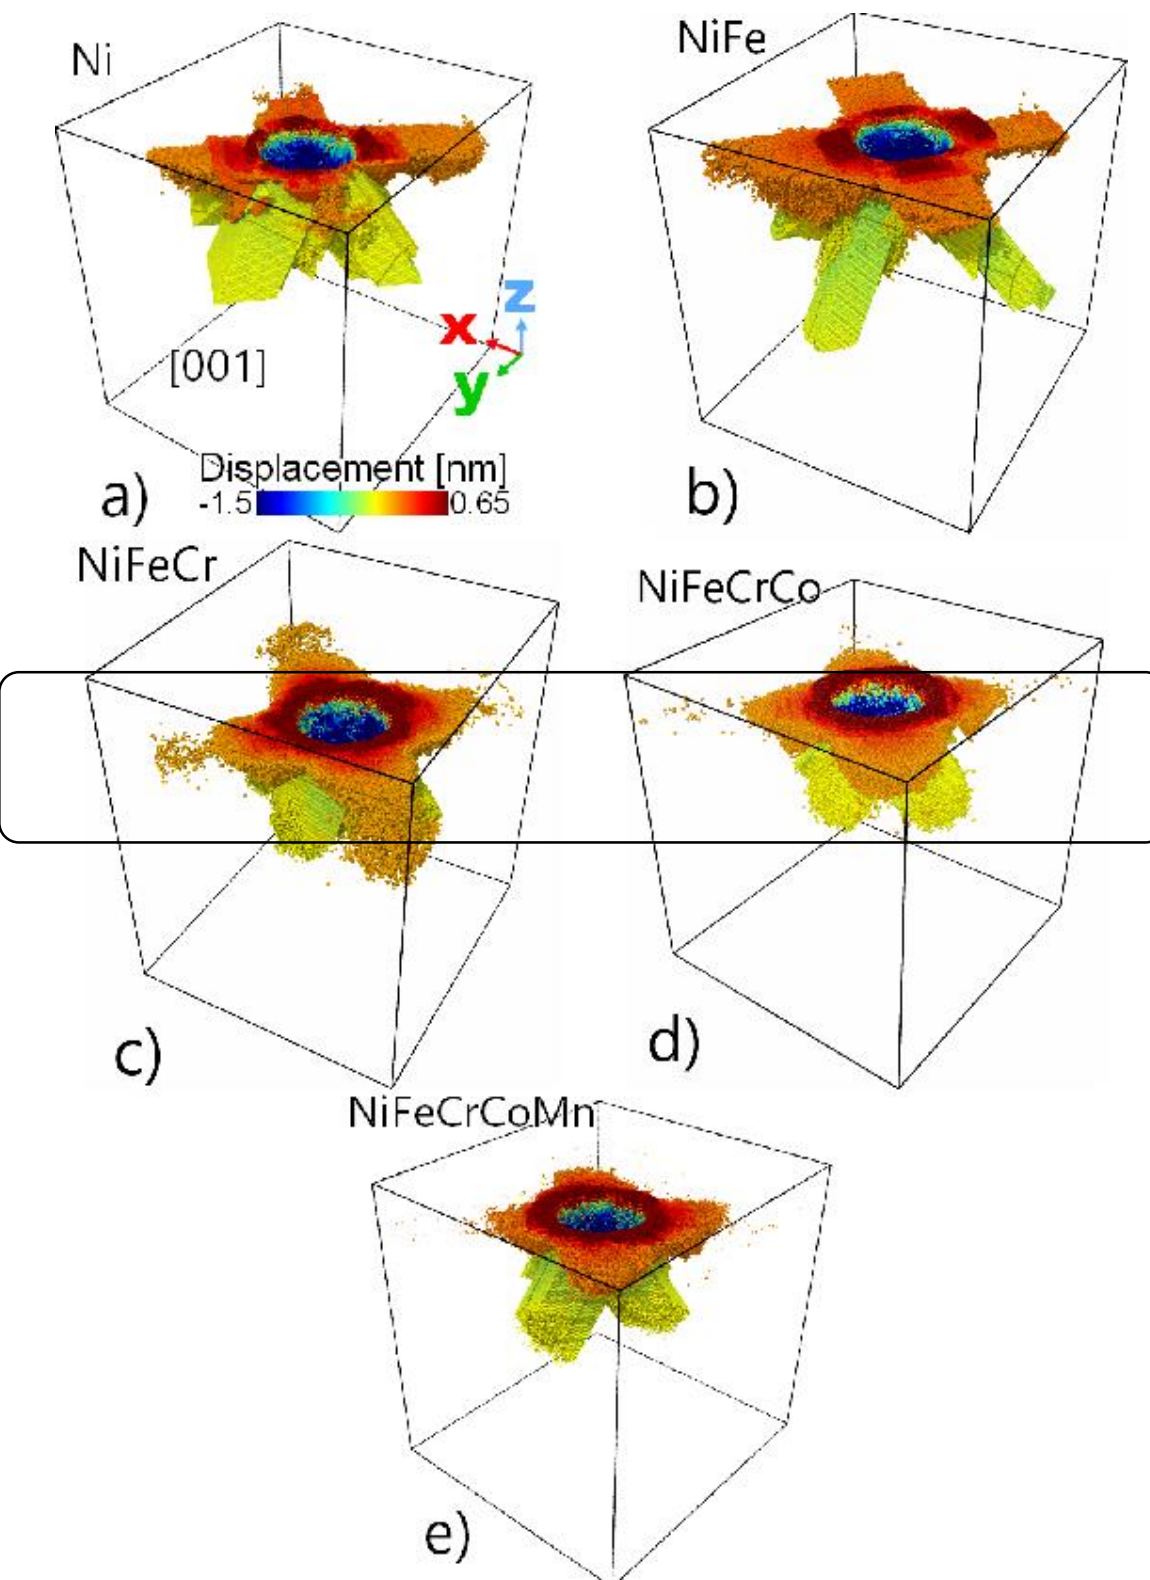 Ni
NiFe
[001]
z
x
y
Displacement [nm]
-1.5 0.65
a)
b)
NiFeCr
NiFeCrCo
c)
d)
NiFeCrCoMn
e)